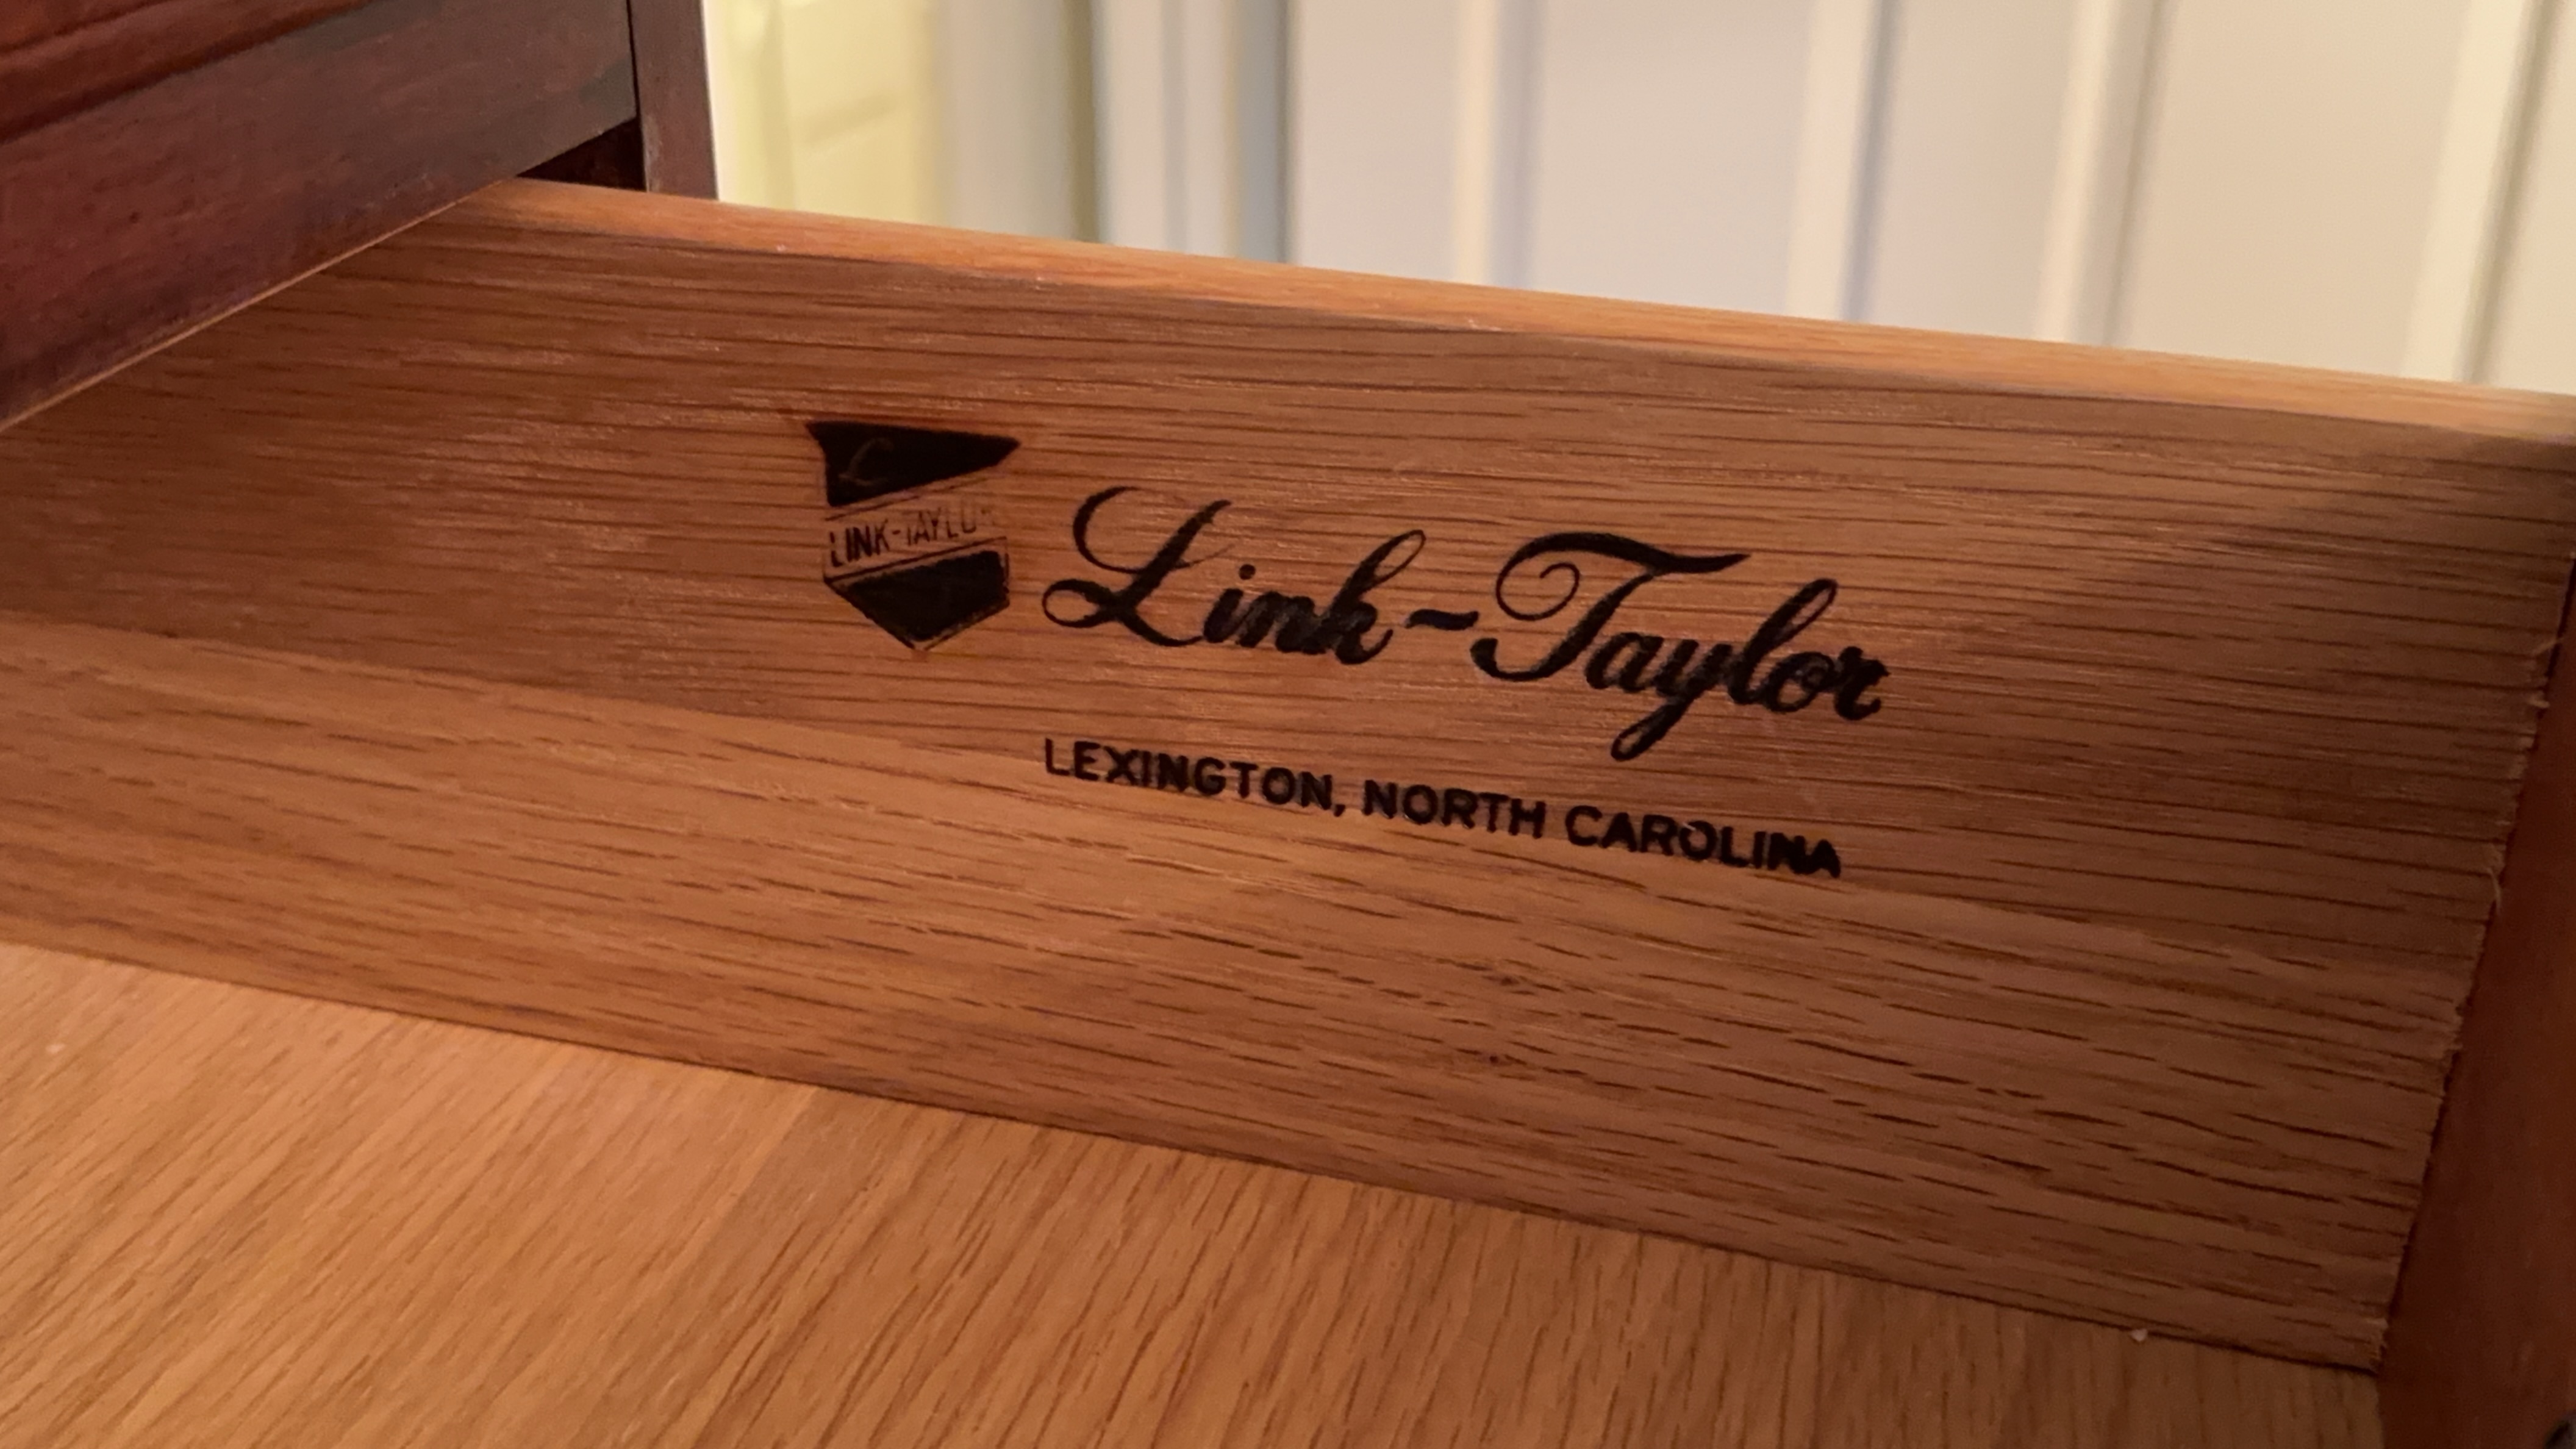 L
LINK-TAYLOR
Link-Taylor
LEXINGTON, NORTH CAROLINA